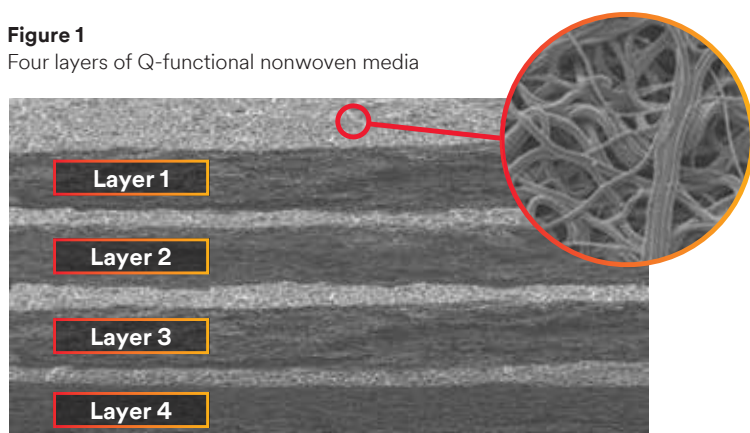 Figure 1
Four layers of Q-functional nonwoven media
Layer 1
Layer 2
Layer 3
Layer 4